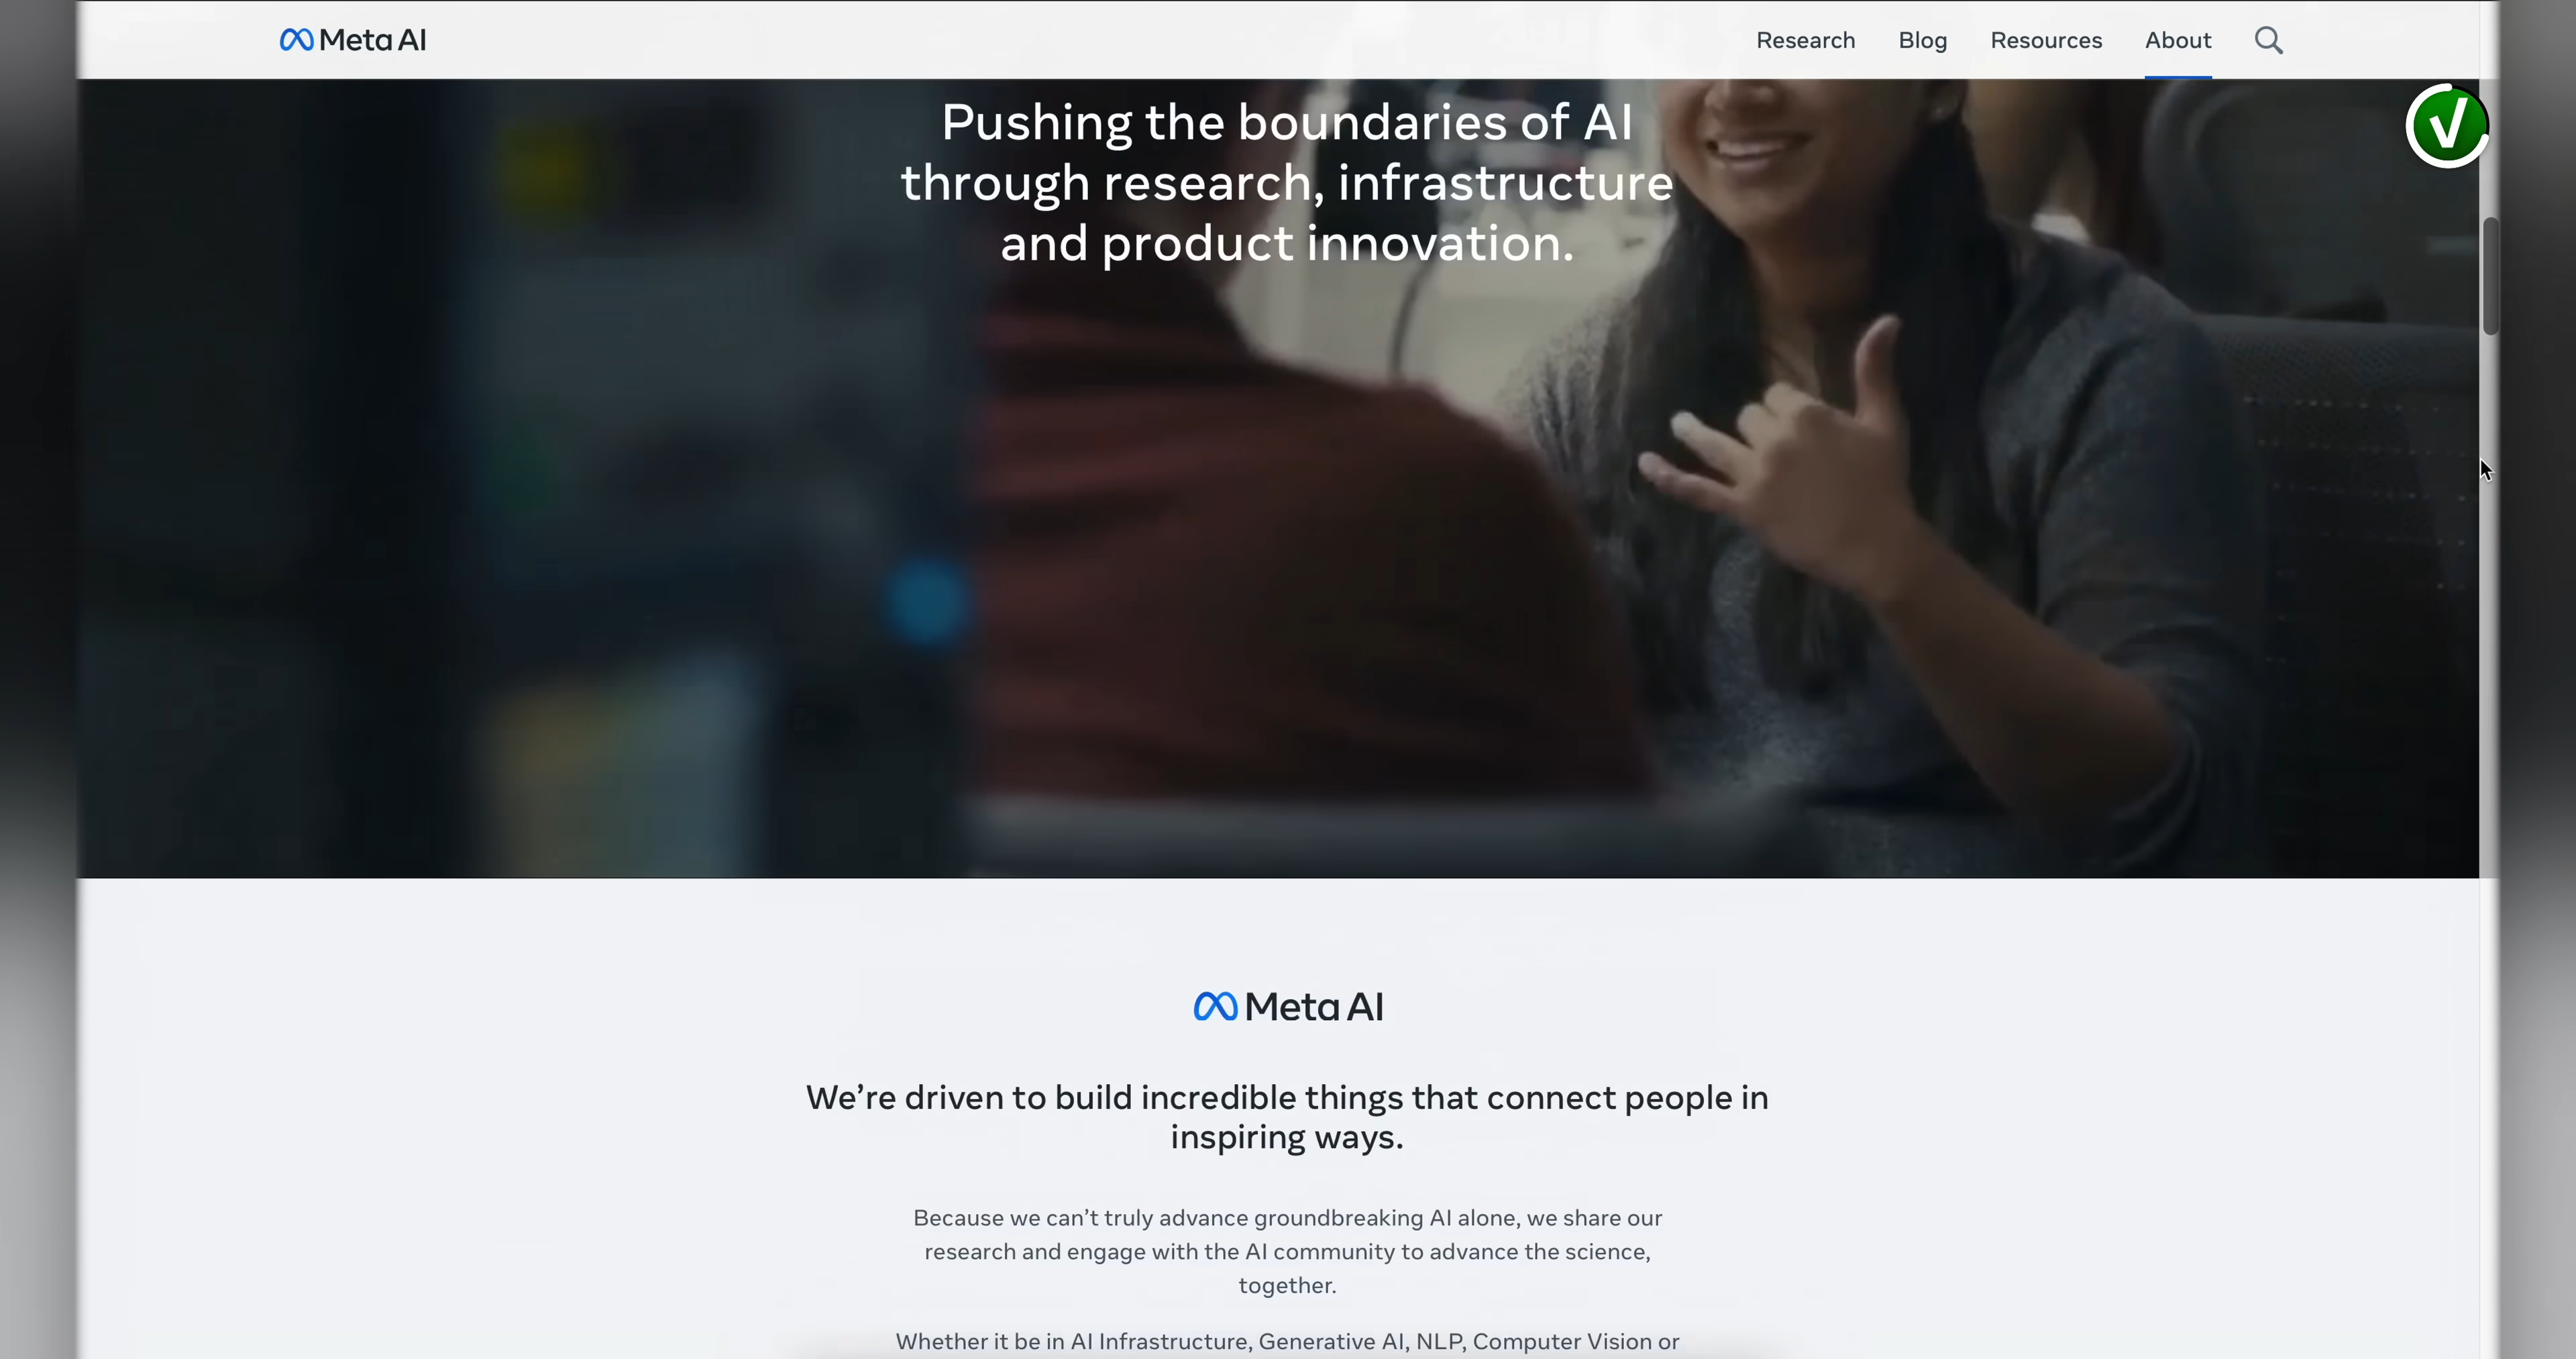 Meta AI
Research
Blog
Resources
About
Pushing the boundaries of AI
through research, infrastructure
and product innovation.
Meta AI
We’re driven to build incredible things that connect people in
inspiring ways.
Because we can’t truly advance groundbreaking AI alone, we share our
research and engage with the AI community to advance the science,
together.
Whether it be in AI Infrastructure, Generative AI, NLP, Computer Vision or